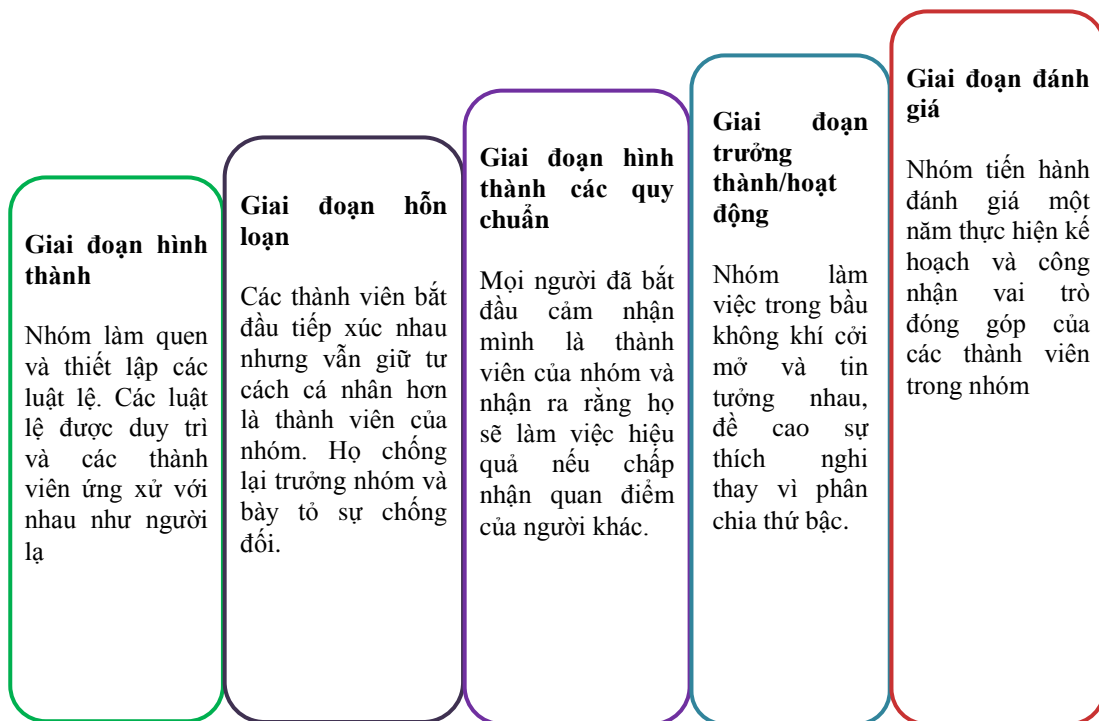 Giai đoạn hình
thành
Nhóm làm quen
và thiết lập các
luật lệ. Các luật
lệ được duy trì
và các thành
viên ứng xử với
nhau như người
lạ
Giai đoạn hỗn
loạn
Các thành viên bắt
đầu tiếp xúc nhau
nhưng vẫn giữ tư
cách cá nhân hơn
là thành viên của
nhóm. Họ chống
lại trưởng nhóm và
bày tỏ sự chống
đối.
Giai đoạn hình
thành các quy
chuẩn
Mọi người đã bắt
đầu cảm nhận
mình là thành
viên của nhóm và
nhận ra rằng họ
sẽ làm việc hiệu
quả nếu chấp
nhận quan điểm
của người khác.
Giai đoạn
trưởng
thành/hoạt
động
Nhóm làm
việc trong bầu
không khí cởi
mở và tin
tưởng nhau,
đề cao sự
thích nghi
thay vì phân
chia thứ bậc.
Giai đoạn đánh
giá
Nhóm tiến hành
đánh giá một
năm thực hiện kế
hoạch và công
nhận vai trò
đóng góp của
các thành viên
trong nhóm